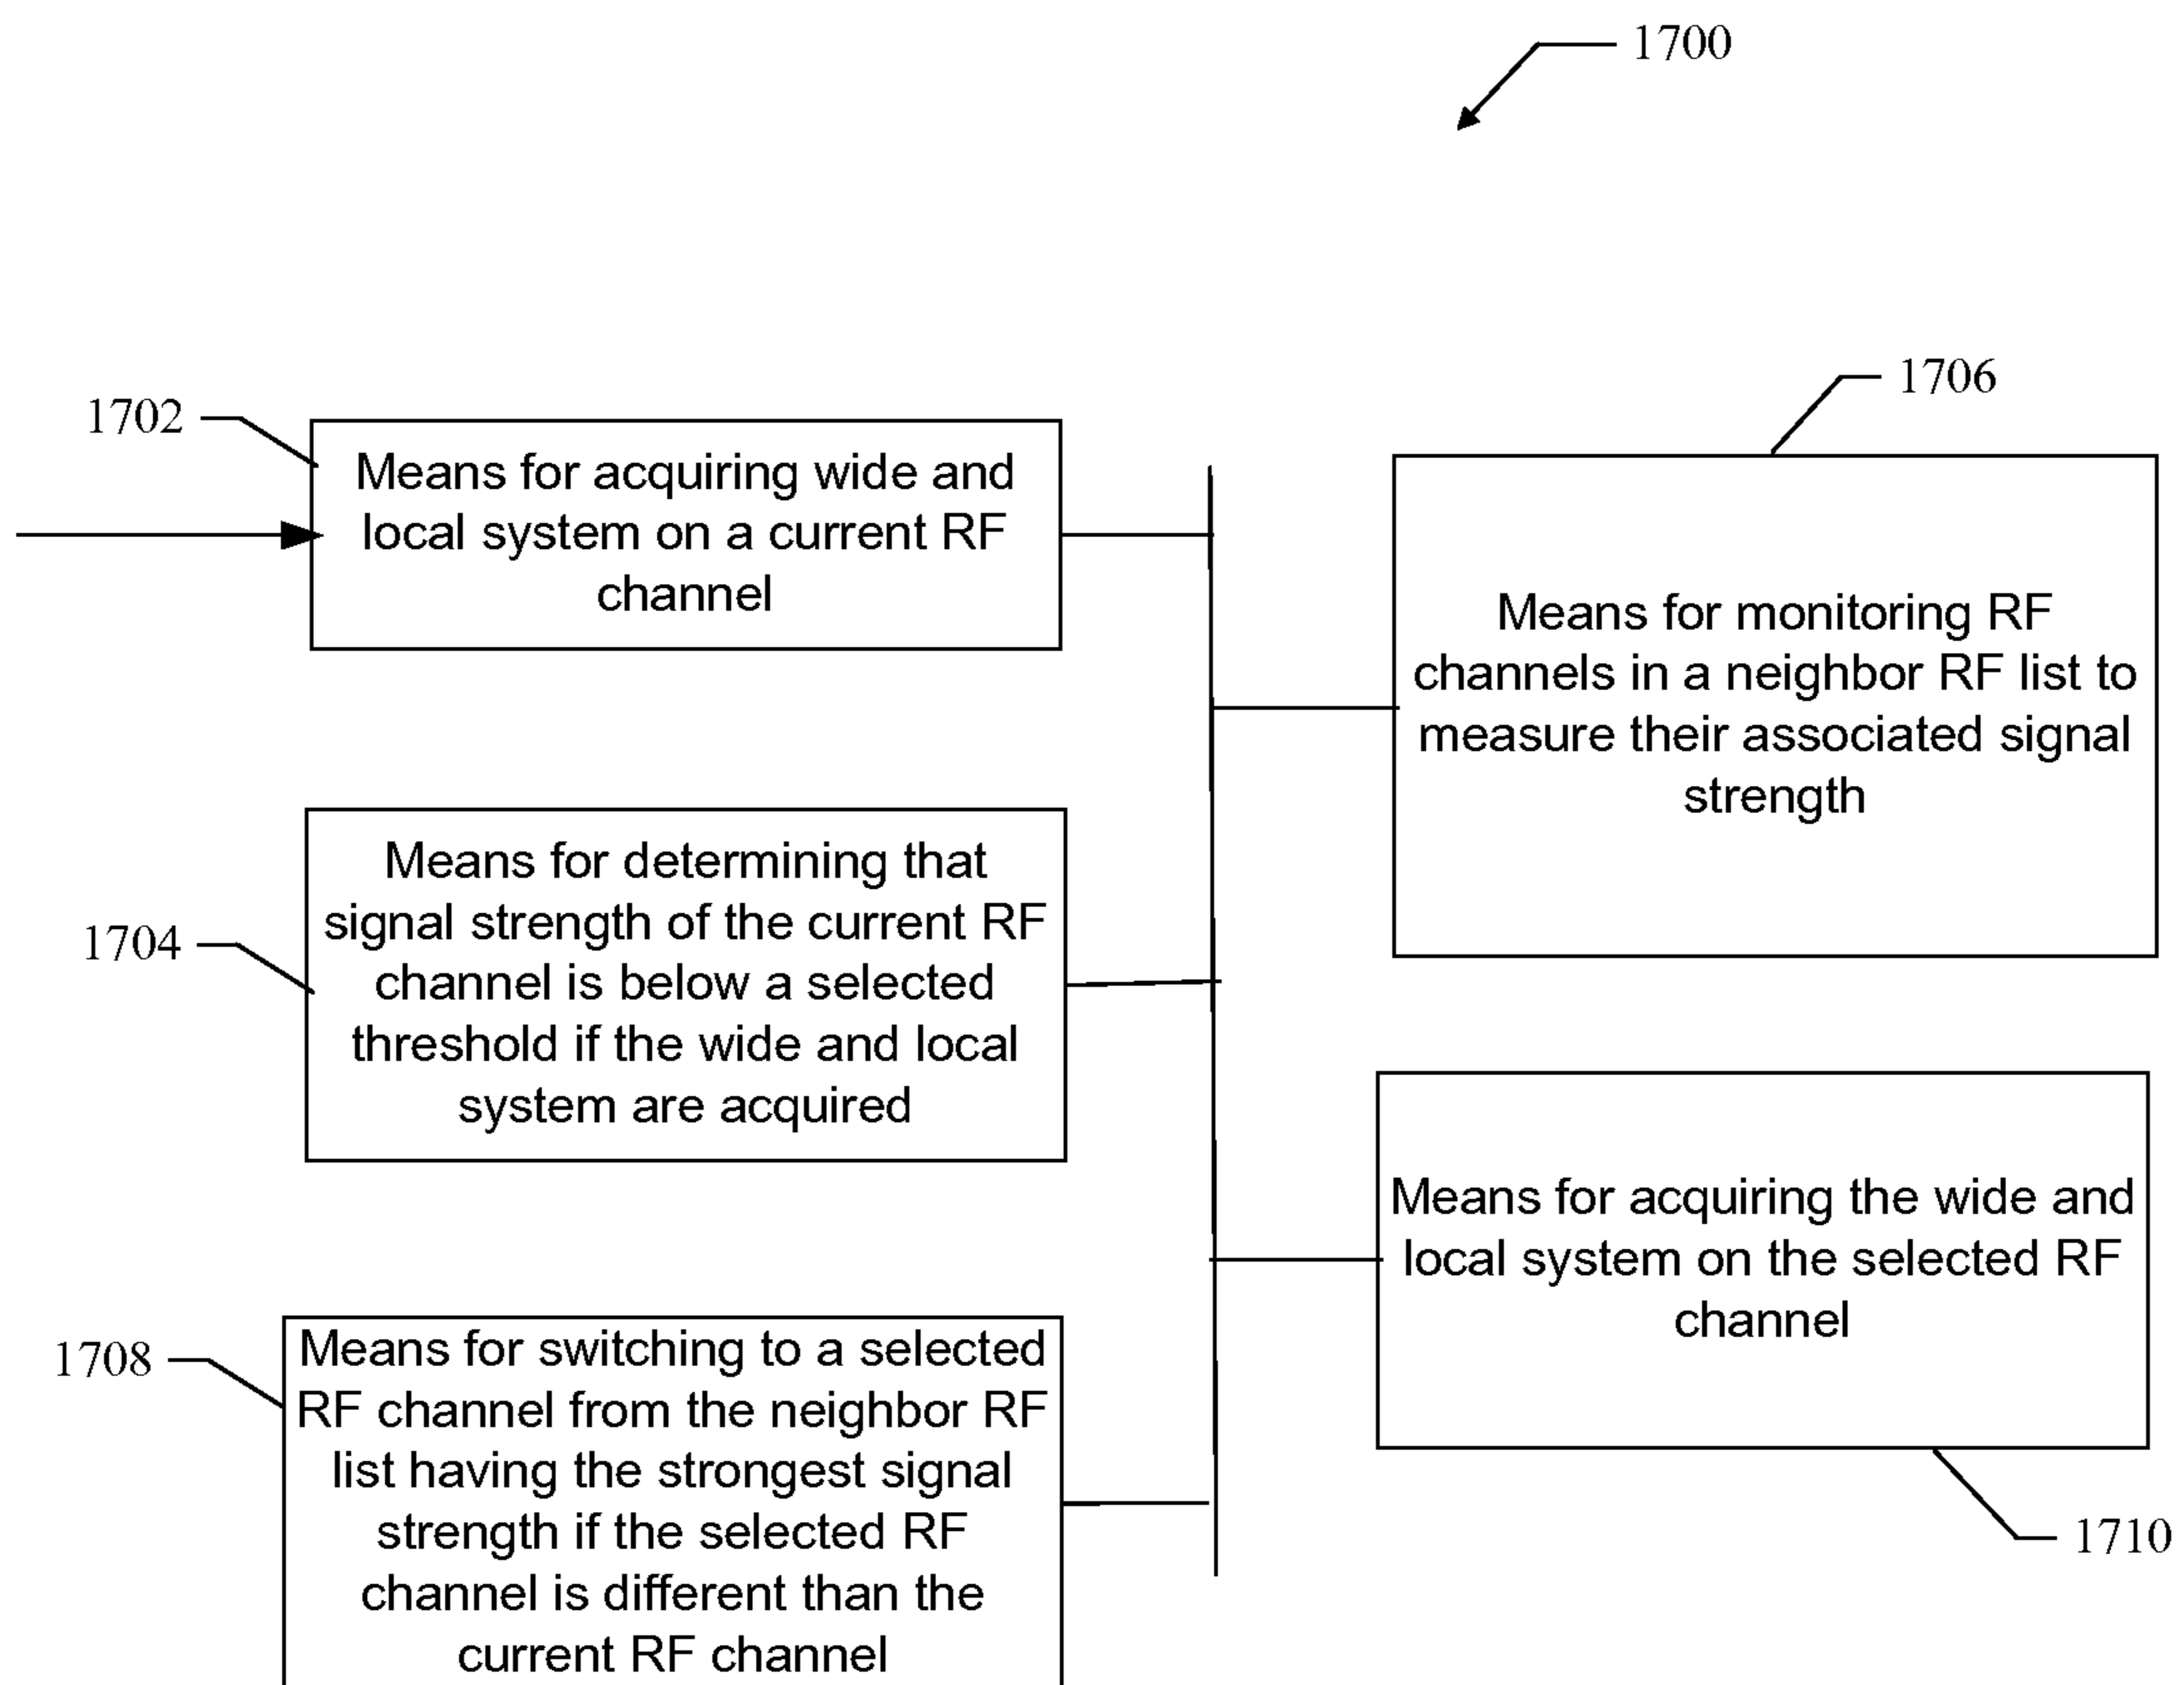 1700
1702
Means for acquiring wide and
local system on a current RF
channel
1706
Means for monitoring RF
channels in a neighbor RF list to
measure their associated signal
strength
1704
Means for determining that
signal strength of the current RF
channel is below a selected
threshold if the wide and local
system are acquired
1708
Means for switching to a selected
RF channel from the neighbor RF
list having the strongest signal
strength if the selected RF
channel is different than the
current RF channel
Means for acquiring the wide and
local system on the selected RF
channel
1710